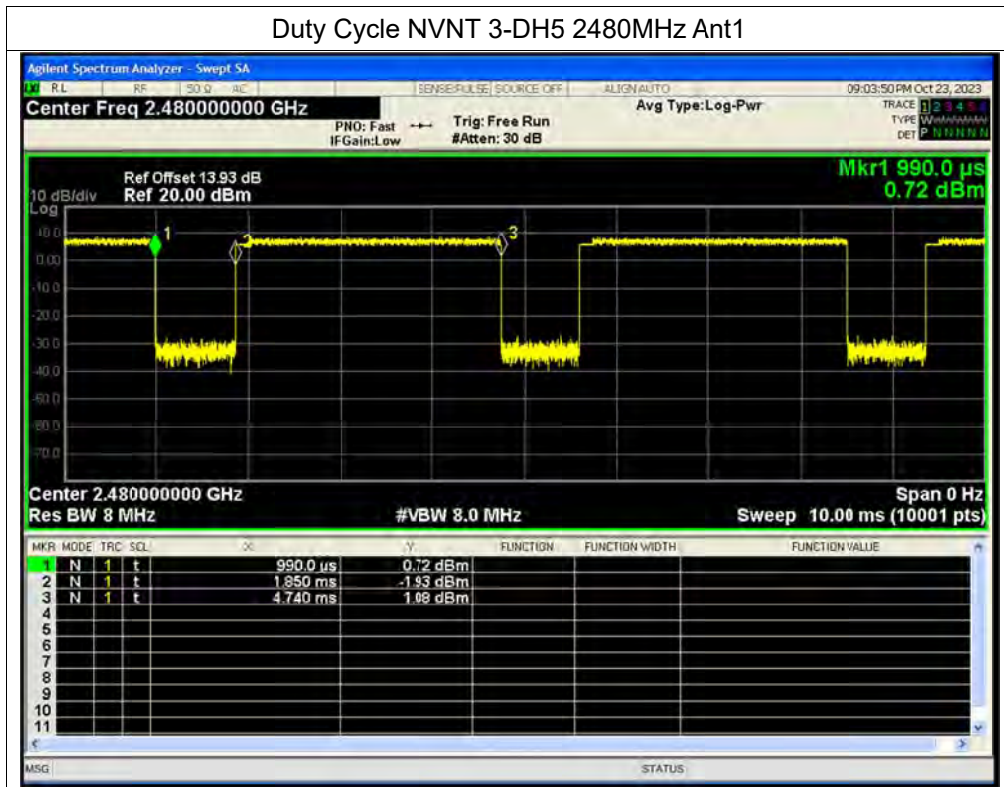 Duty Cycle NVNT 3-DH5 2480MHz Ant1
Agilent Spectrum Analyzer - Swept SA
RL RF 50 Ω AC SENSE:PULSE SOURCE OFF ALIGN AUTO 09:03:50 PM Oct 23, 2023
Center Freq 2.480000000 GHz Avg Type: Log-Pwr TRACE 1 2 3 4 5 6
PNO: Fast Trig: Free Run TYPE
IFGain:Low #Atten: 30 dB DET P N N N N N
Mkr1 990.0 µs
Ref Offset 13.93 dB
10 dB/div Ref 20.00 dBm 0.72 dBm
Log
1 2 3
0.00
-10.0
-20.0
-30.0
-40.0
-70.0
Center 2.480000000 GHz Span 0 Hz
Res BW 8 MHz #VBW 8.0 MHz Sweep 10.00 ms (10001 pts)
MKR MODE TRC SCL X Y FUNCTION FUNCTION WIDTH FUNCTION VALUE
1 N 1 t 990.0 µs 0.72 dBm
2 N 1 t 1.850 ms -1.93 dBm
3 N 1 t 4.740 ms 1.08 dBm
4
5
6
7
8
9
10
11
MSG STATUS